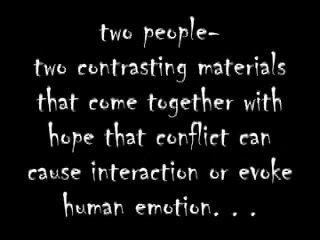 two people-
two contrasting materials
that come together with
hope that conflict can
cause interaction or evoke
human emotion. . .